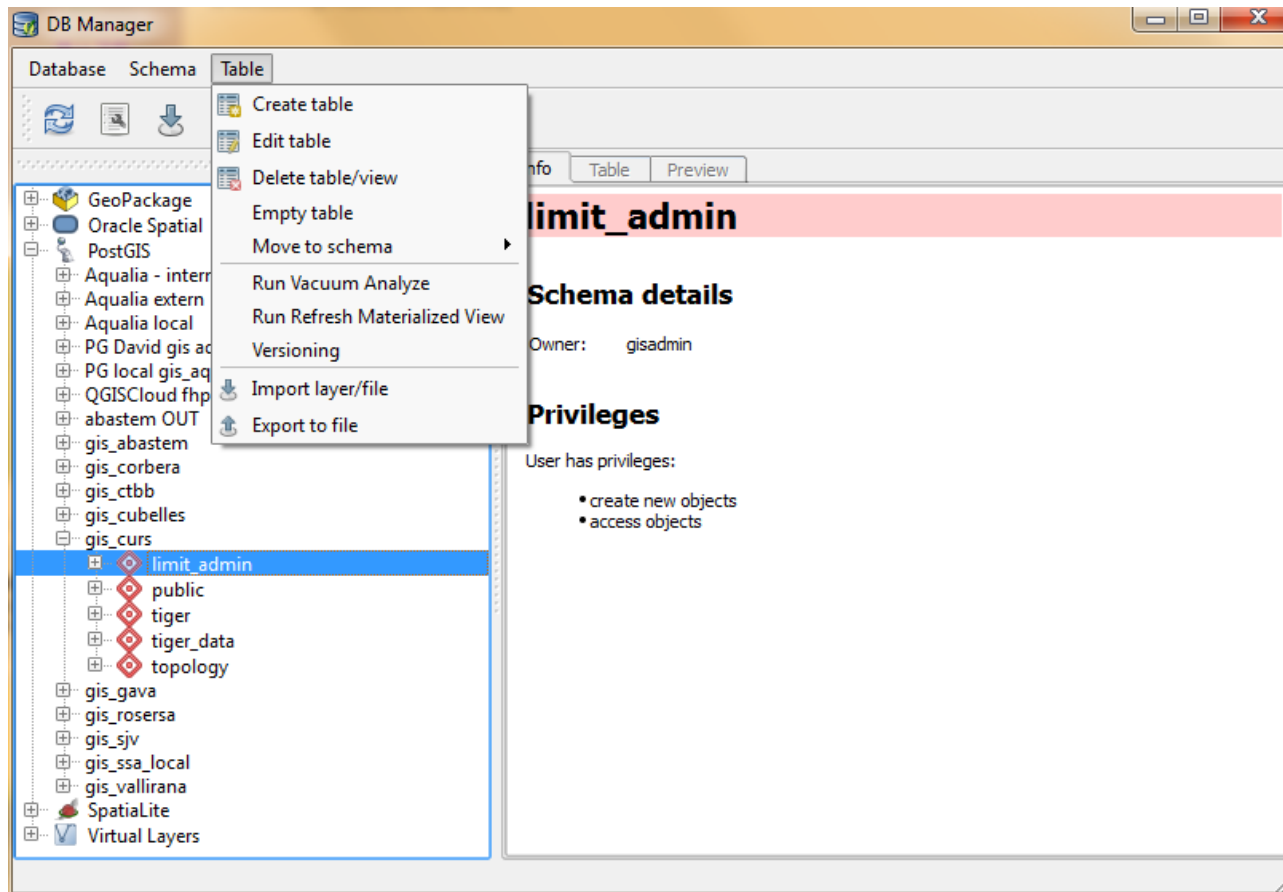 DB Manager
Database Schema Table
Create table
Edit table
Delete table/view
Empty table
Move to schema
Run Vacuum Analyze
Run Refresh Materialized View
Versioning
Import layer/file
Export to file
GeoPackage
Oracle Spatial
PostGIS
Aqualia - interr
Aqualia extern
Aqualia local
PG David gis ac
PG local gis_aq
QGISCloud fhp
abastem OUT
gis_abastem
gis_corbera
gis_ctbb
gis_cubelles
gis_curs
limit_admin
public
tiger
tiger_data
topology
gis_gava
gis_rosersa
gis_sjv
gis_ssa_local
gis_vallirana
SpatiaLite
Virtual Layers
nfo Table Preview
limit_admin
Schema details
Owner: gisadmin
Privileges
User has privileges:
• create new objects
• access objects